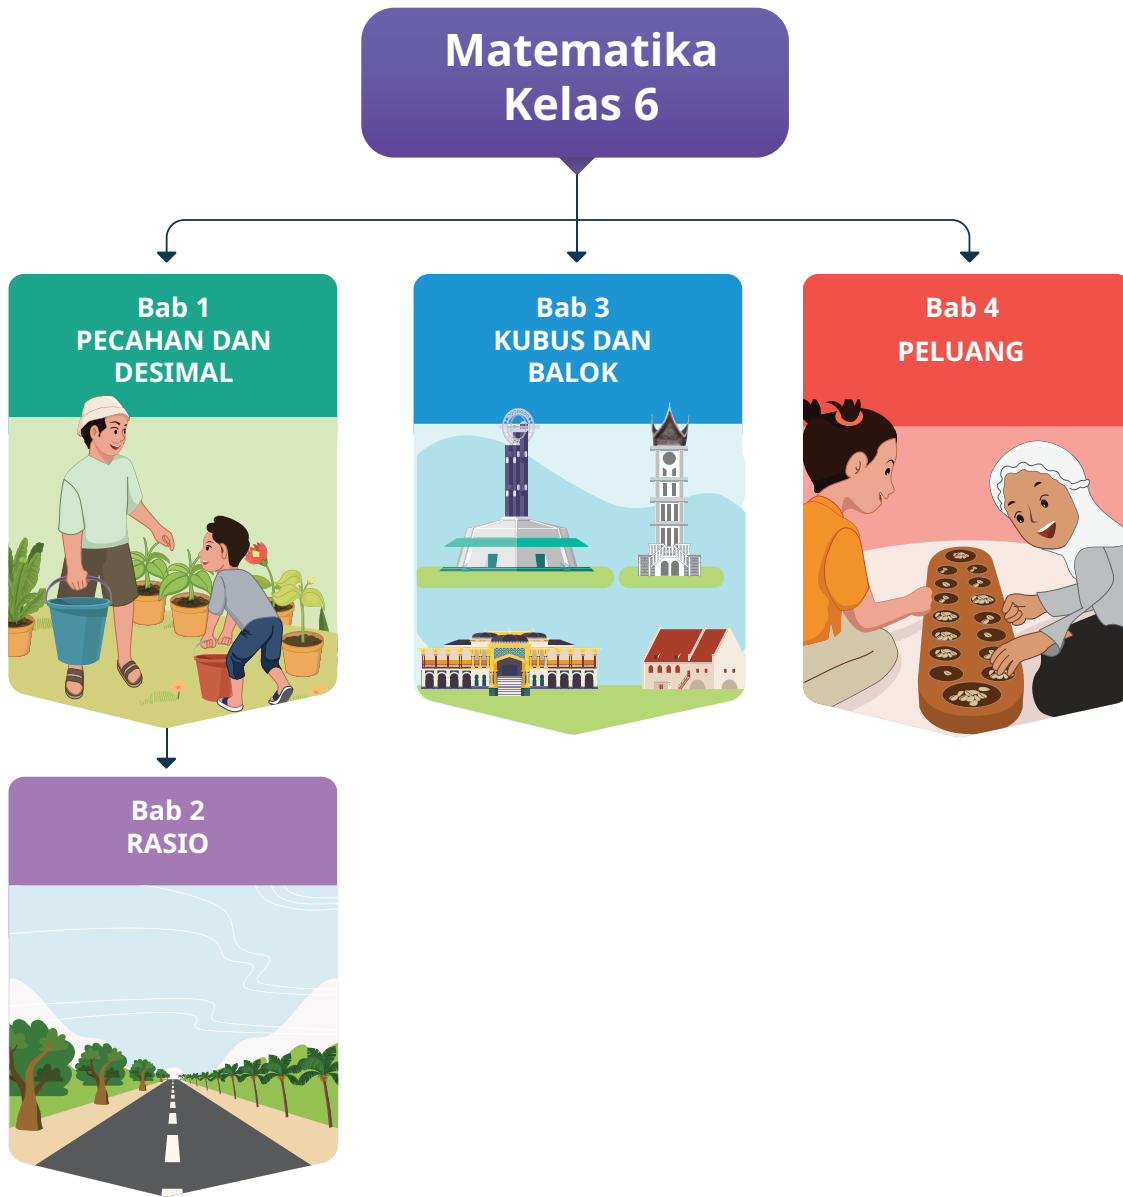 Matematika
Kelas 6
Bab 1
PECAHAN DAN
DESIMAL
Bab 3
KUBUS DAN
BALOK
Bab 4
PELUANG
Bab 2
RASIO